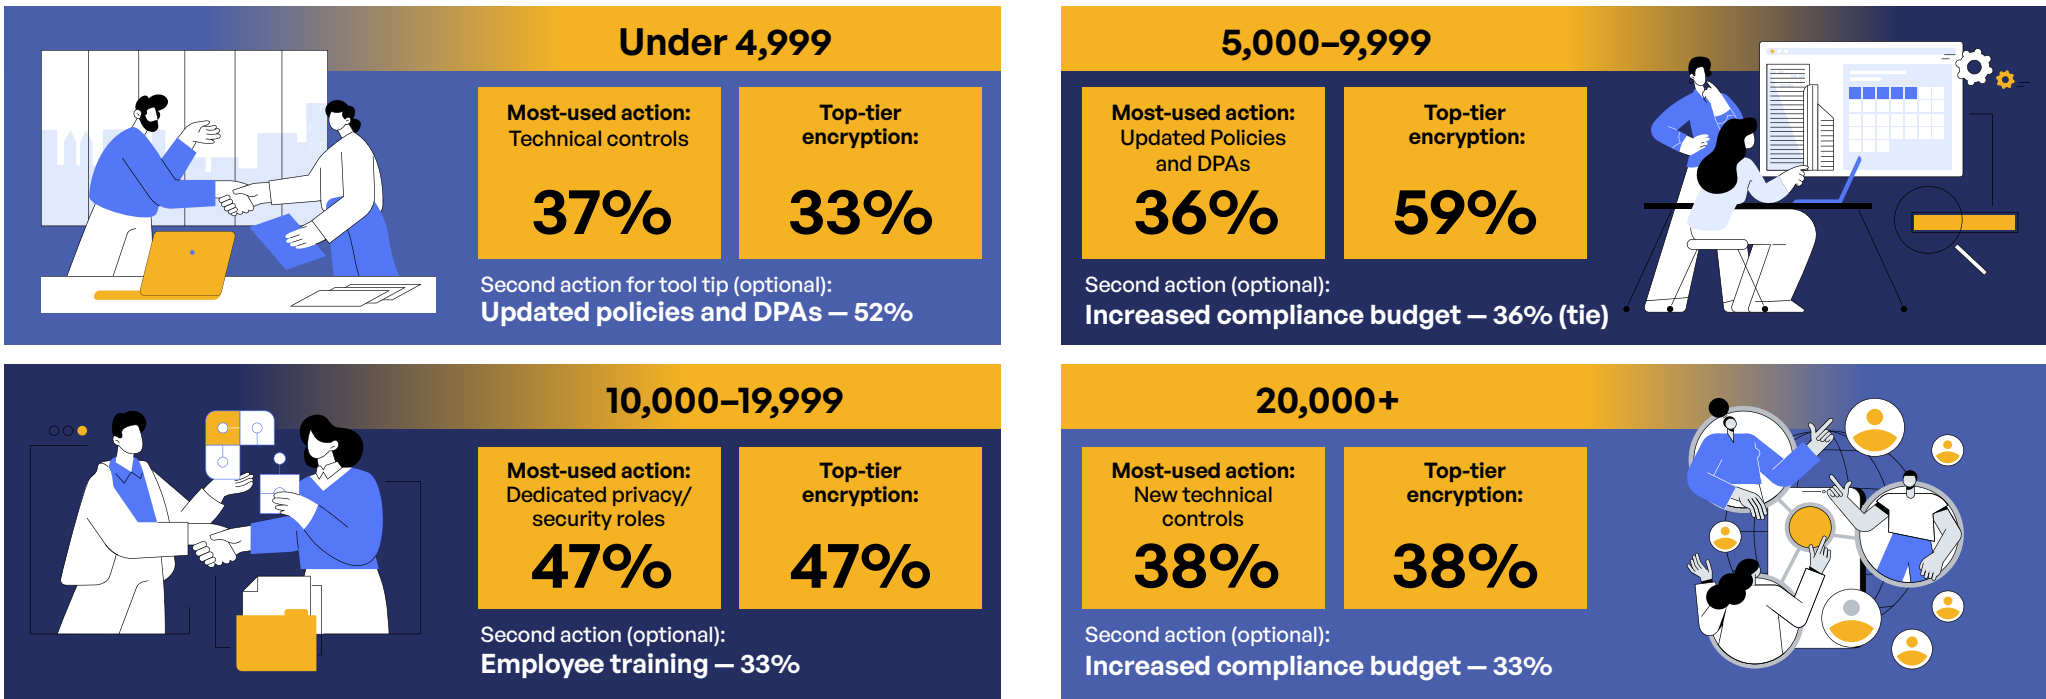 Under 4,999
Most-used action:
Technical controls
37%
Top-tier
encryption:
33%
Second action for tool tip (optional):
Updated policies and DPAs — 52%
5,000–9,999
Most-used action:
Updated Policies
and DPAs
36%
Top-tier
encryption:
59%
Second action (optional):
Increased compliance budget — 36% (tie)
10,000–19,999
Most-used action:
Dedicated privacy/
security roles
47%
Top-tier
encryption:
47%
Second action (optional):
Employee training — 33%
20,000+
Most-used action:
New technical
controls
38%
Top-tier
encryption:
38%
Second action (optional):
Increased compliance budget — 33%